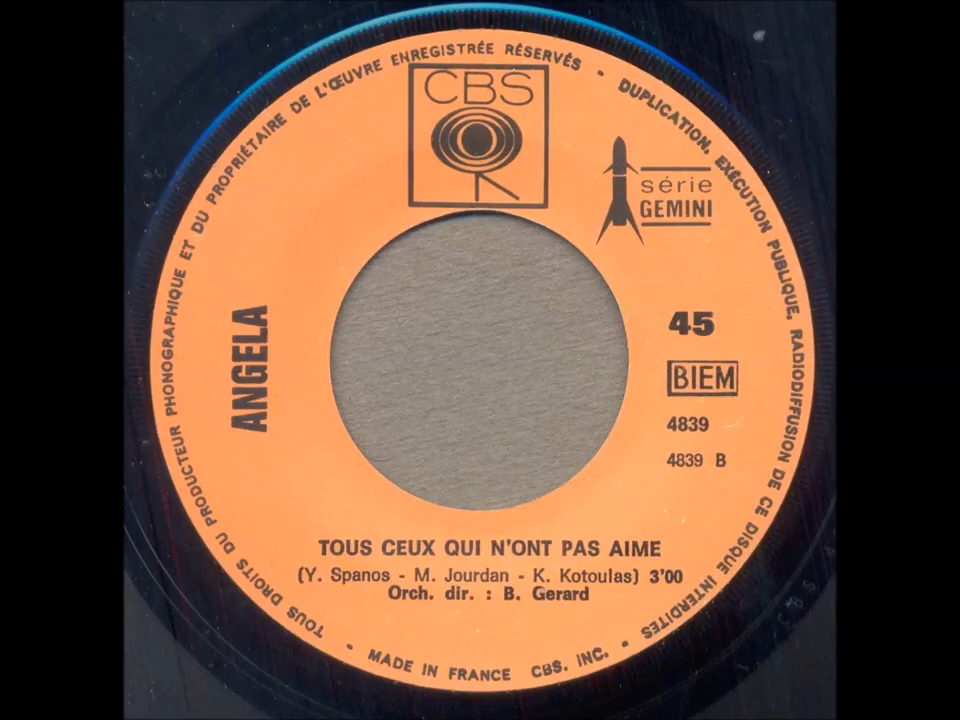 TOUS DROITS DU PRODUCTEUR PHONOGRAPHIQUE ET DU PROPRIÉTAIRE DE L'ŒUVRE ENREGISTRÉE RÉSERVÉS • DUPLICATION, EXÉCUTION PUBLIQUE, RADIODIFFUSION DE CE DISQUE INTERDITES •
CBS
série
GEMINI
ANGELA
45
BIEM
4839
4839 B
TOUS CEUX QUI N'ONT PAS AIME
(Y. Spanos - M. Jourdan - K. Kotoulas) 3'00
Orch. dir. : B. Gerard
• MADE IN FRANCE CBS, INC.
CBS